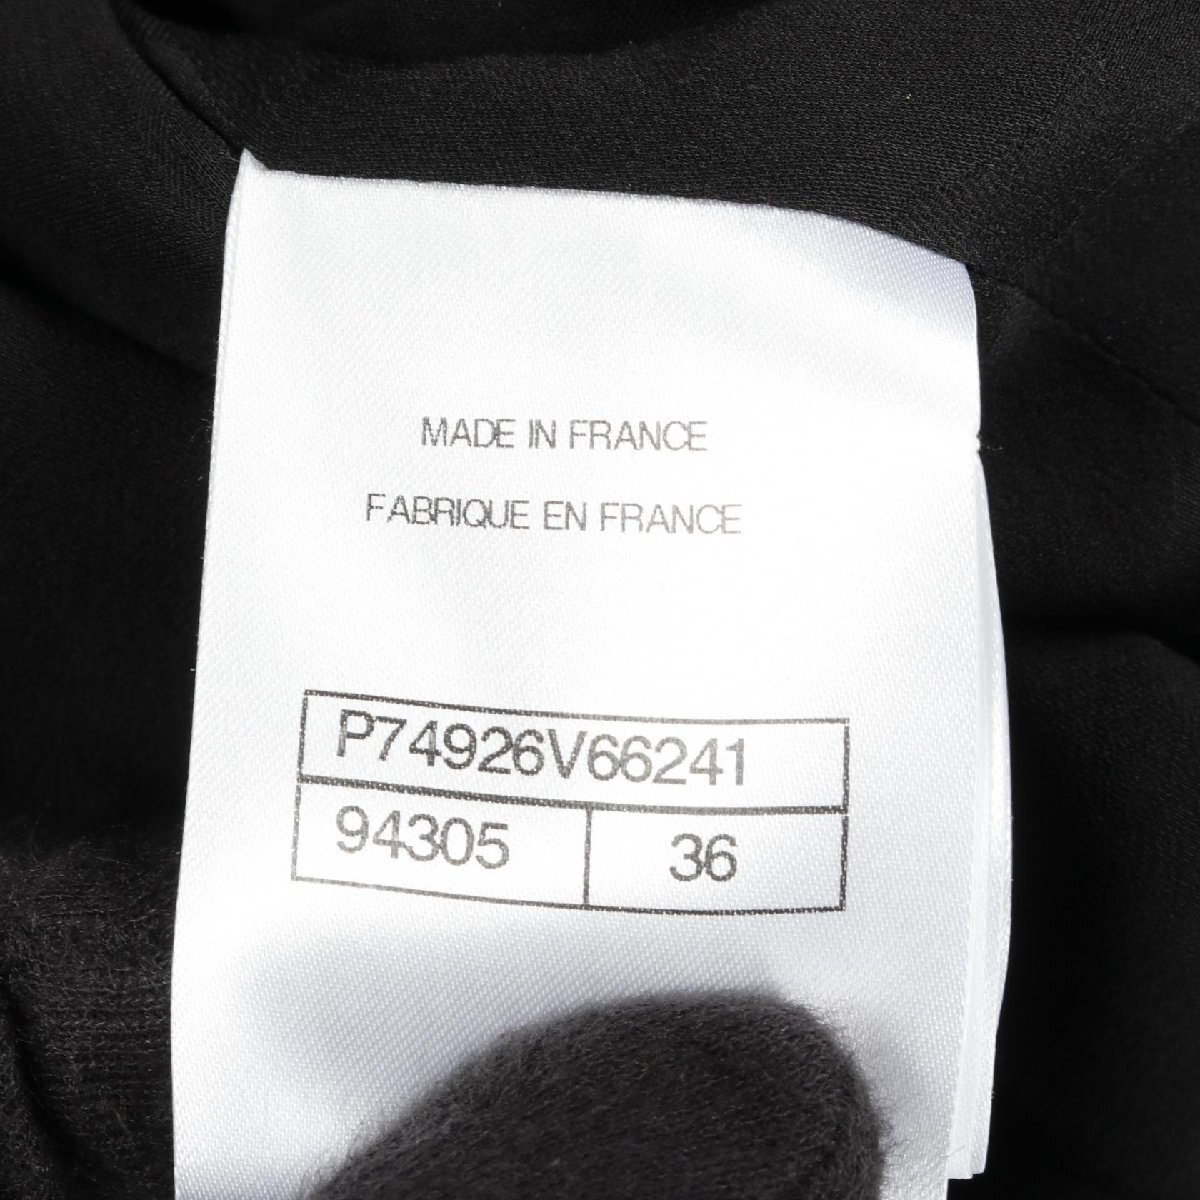 MADE IN FRANCE
FABRIQUE EN FRANCE
P74926V66241
94305 36